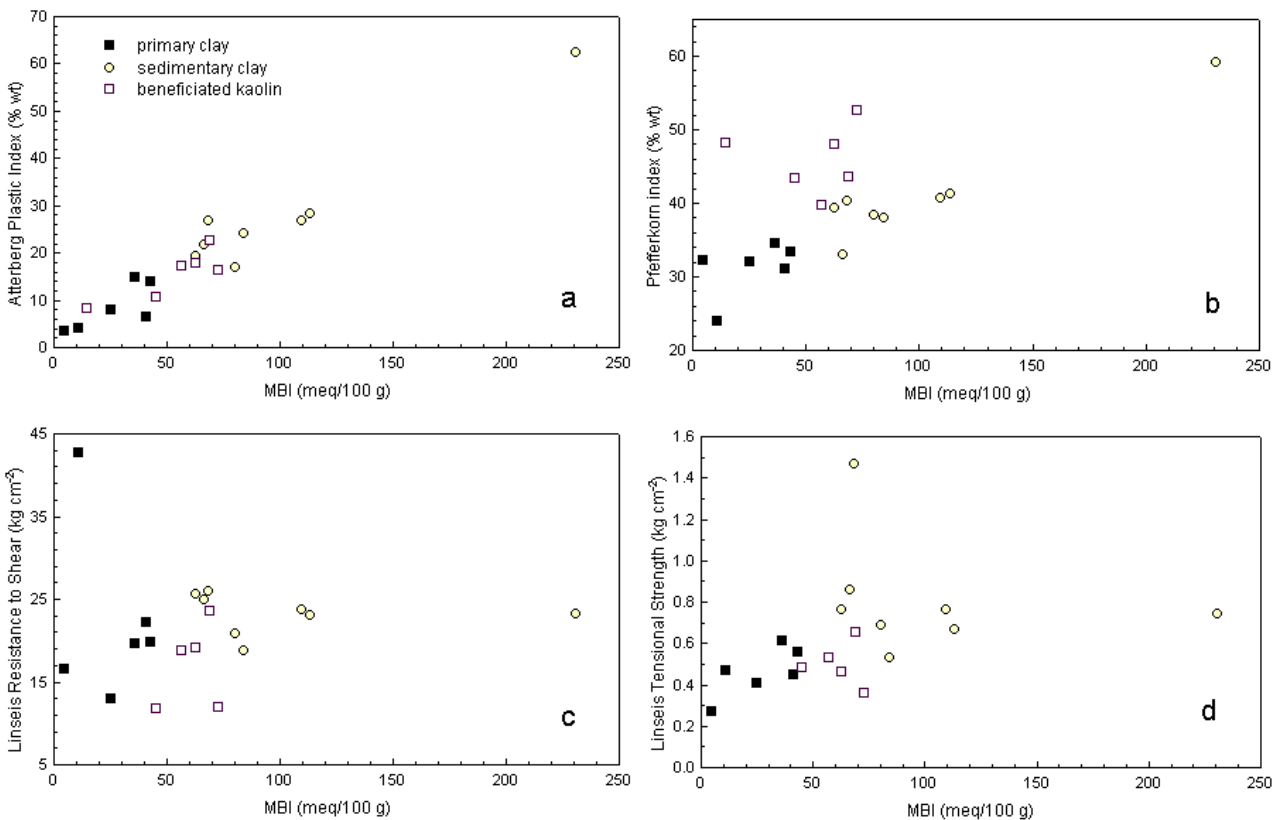 70
60
50
40
30
20
10
0
Atterberg Plastic Index (% wt)
primary clay
sedimentary clay
beneficiated kaolin
a
0 50 100 150 200 250
MBI (meq/100 g)
60
50
40
30
20
Pfefferkorn index (% wt)
b
0 50 100 150 200 250
MBI (meq/100 g)
45
35
25
15
5
Linseis Resistance to Shear (kg cm-2)
c
0 50 100 150 200 250
MBI (meq/100 g)
1.6
1.4
1.2
1.0
0.8
0.6
0.4
0.2
0.0
Linseis Tensional Strength (kg cm-2)
d
0 50 100 150 200 250
MBI (meq/100 g)